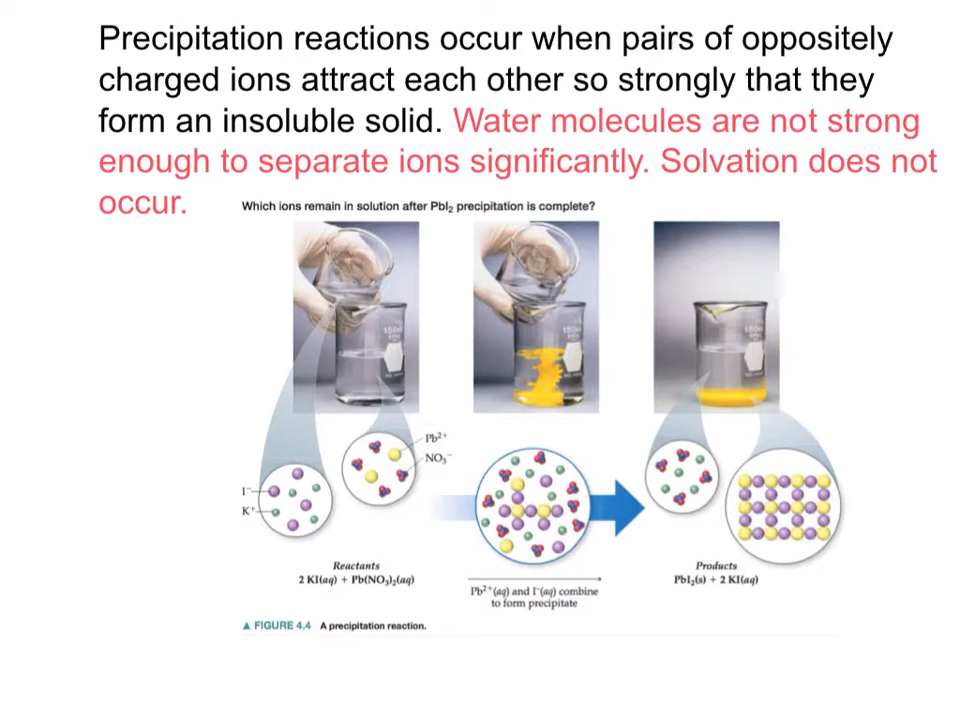 Precipitation reactions occur when pairs of oppositely
charged ions attract each other so strongly that they
form an insoluble solid. Water molecules are not strong
enough to separate ions significantly. Solvation does not
occur.
Which ions remain in solution after PbI₂ precipitation is complete?
Pb²⁺
NO₃⁻
I⁻
K⁺
Reactants
2 KI(aq) + Pb(NO₃)₂(aq)
Pb²⁺(aq) and I⁻(aq) combine
to form precipitate
Products
PbI₂(s) + 2 KI(aq)
▲ FIGURE 4.4 A precipitation reaction.